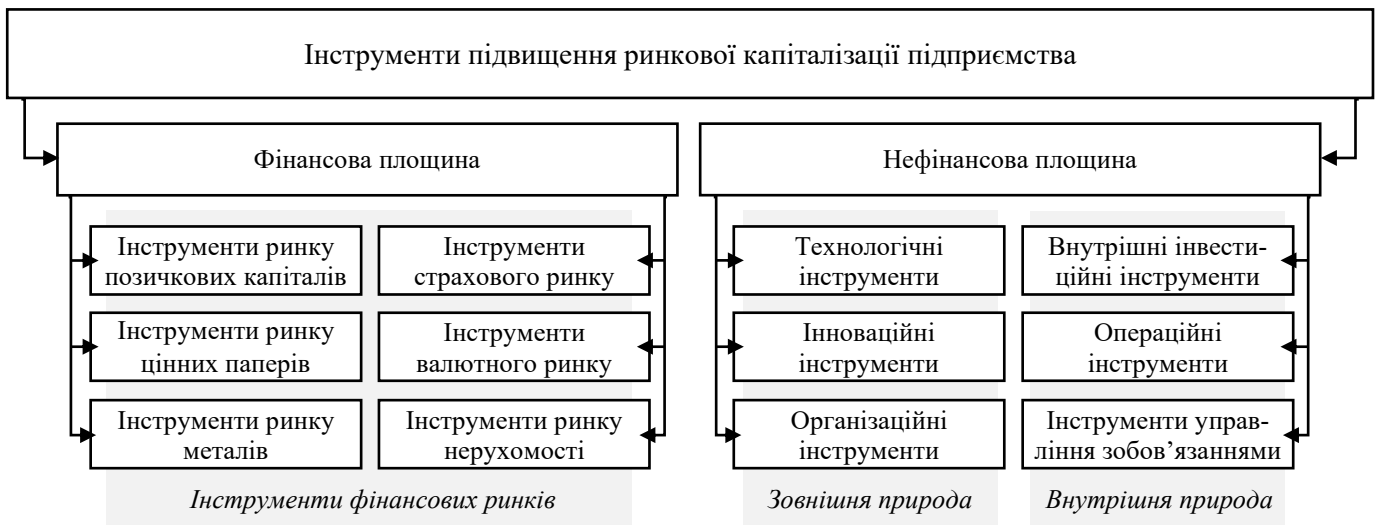 Інструменти підвищення ринкової капіталізації підприємства
Фінансова площина
Нефінансова площина
Інструменти ринку
позичкових капіталів
Інструменти
страхового ринку
Технологічні
інструменти
Внутрішні інвести-
ційні інструменти
Інструменти ринку
цінних паперів
Інструменти
валютного ринку
Інноваційні
інструменти
Операційні
інструменти
Інструменти ринку
металів
Інструменти ринку
нерухомості
Організаційні
інструменти
Інструменти управ-
ління зобов’язаннями
Інструменти фінансових ринків
Зовнішня природа
Внутрішня природа